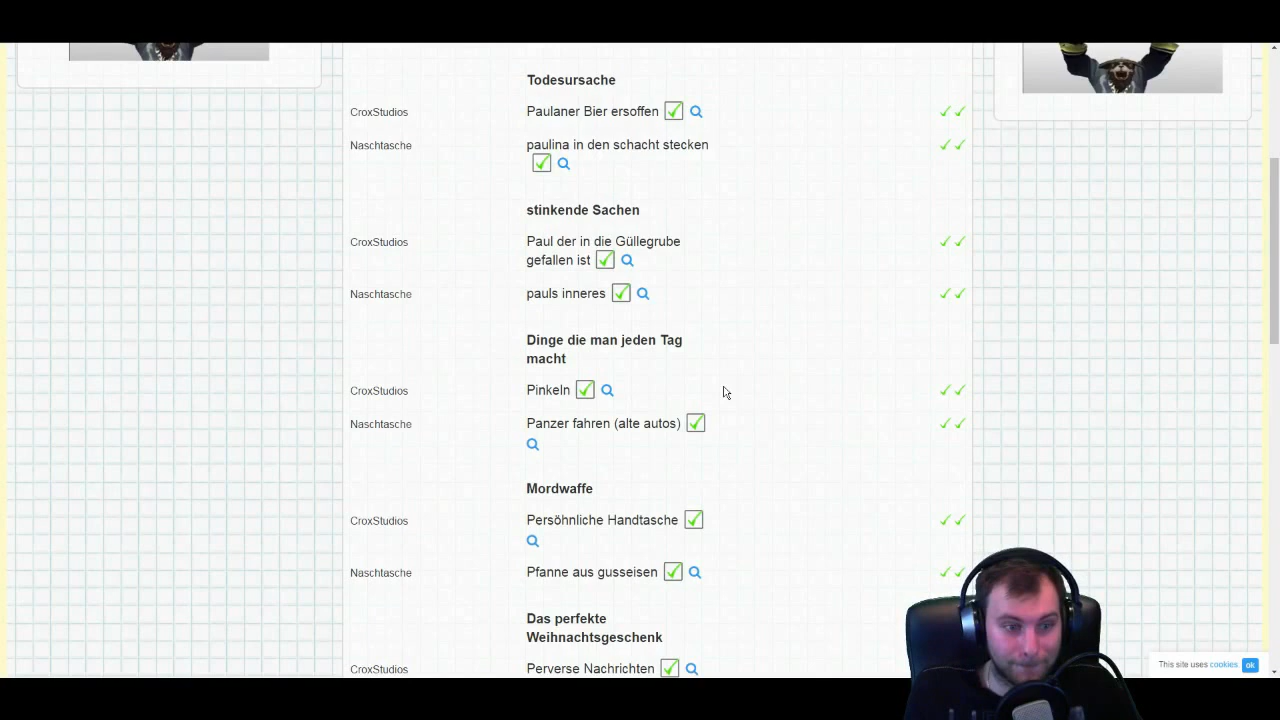 Todesursache
CroxStudios Paulaner Bier ersoffen
Naschtasche paulina in den schacht stecken
stinkende Sachen
CroxStudios Paul der in die Güllegrube
gefallen ist
Naschtasche pauls inneres
Dinge die man jeden Tag
macht
CroxStudios Pinkeln
Naschtasche Panzer fahren (alte autos)
Mordwaffe
CroxStudios Persöhnliche Handtasche
Naschtasche Pfanne aus gusseisen
Das perfekte
Weihnachtsgeschenk
CroxStudios Perverse Nachrichten
This site uses cookies. ok